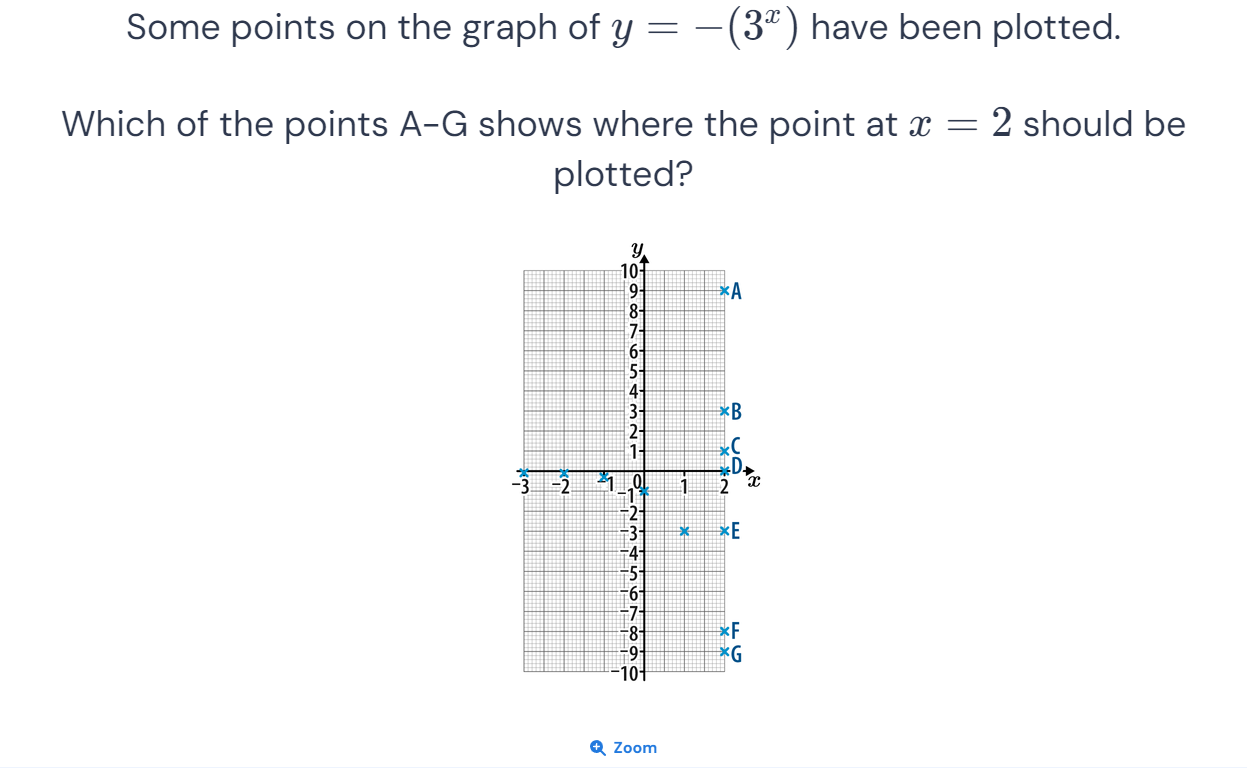 Some points on the graph of y = −(3ˣ) have been plotted.
Which of the points A–G shows where the point at x = 2 should be
plotted?
y
10
9
A
8
7
6
5
4
3
B
2
1
C
D
−3 −2 −1 0 1 2 x
−1
−2
−3
E
−4
−5
−6
−7
−8
F
−9
G
−10
Zoom